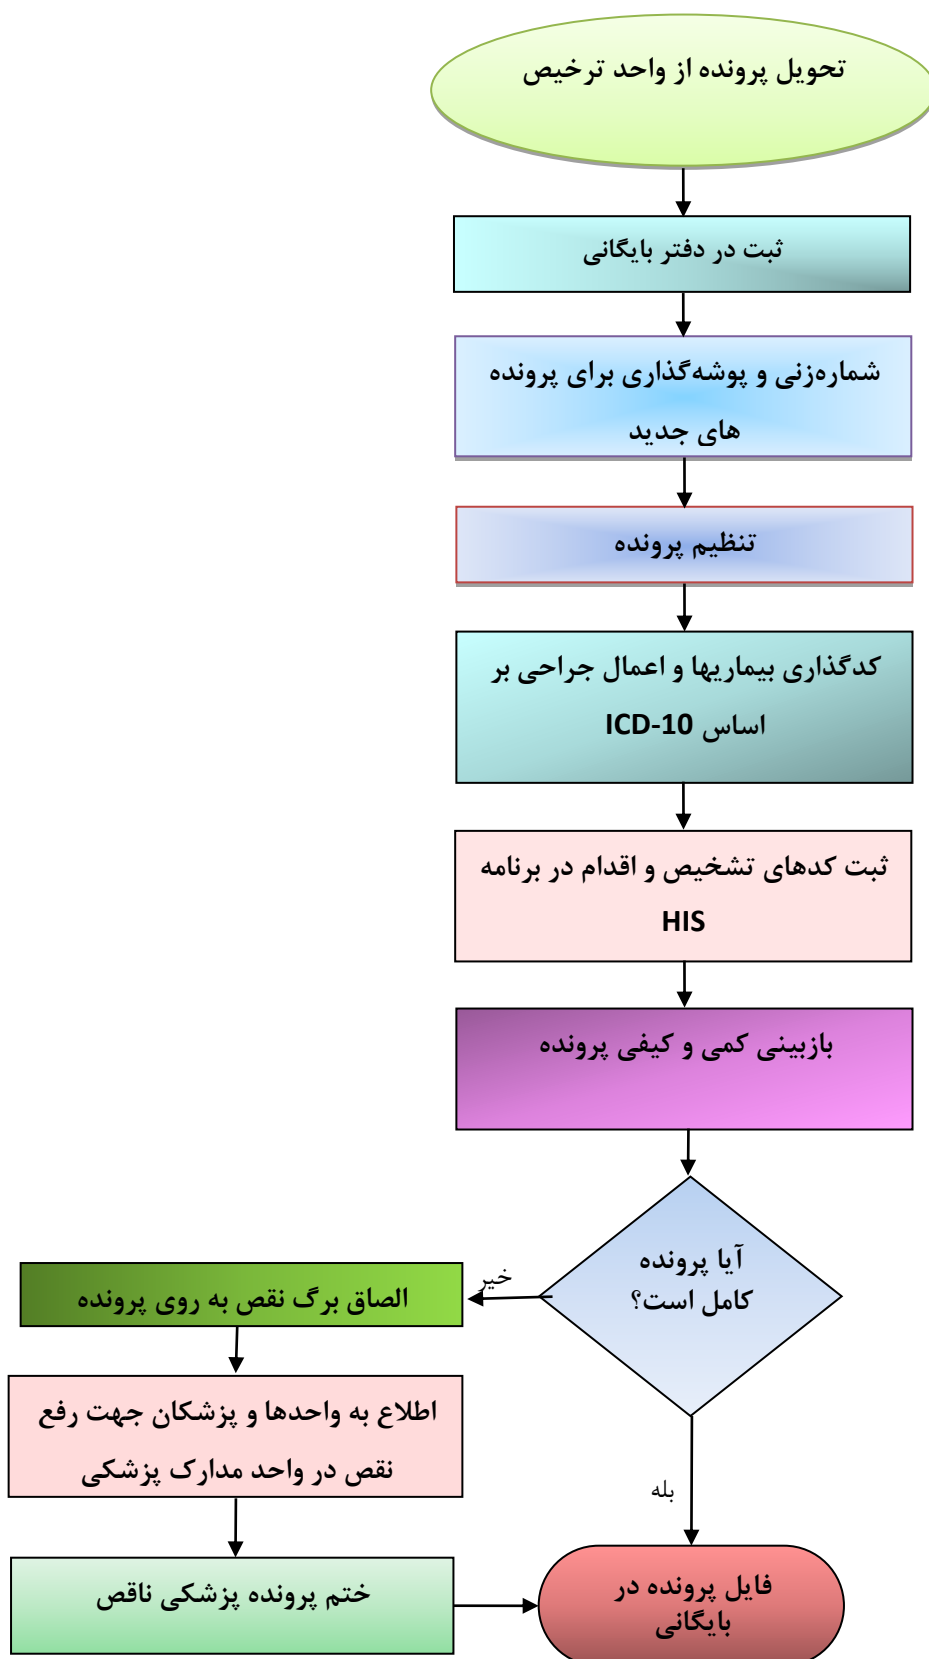 تحویل پرونده از واحد ترخیص
ثبت در دفتر بایگانی
شماره‌زنی و پوشه‌گذاری برای پرونده
های جدید
تنظیم پرونده
کدگذاری بیماریها و اعمال جراحی بر
اساس ICD-10
ثبت کدهای تشخیص و اقدام در برنامه
HIS
بازبینی کمی و کیفی پرونده
آیا پرونده
کامل است؟
خیر
الصاق برگ نقص به روی پرونده
اطلاع به واحدها و پزشکان جهت رفع
نقص در واحد مدارک پزشکی
بله
ختم پرونده پزشکی ناقص
فایل پرونده در
بایگانی